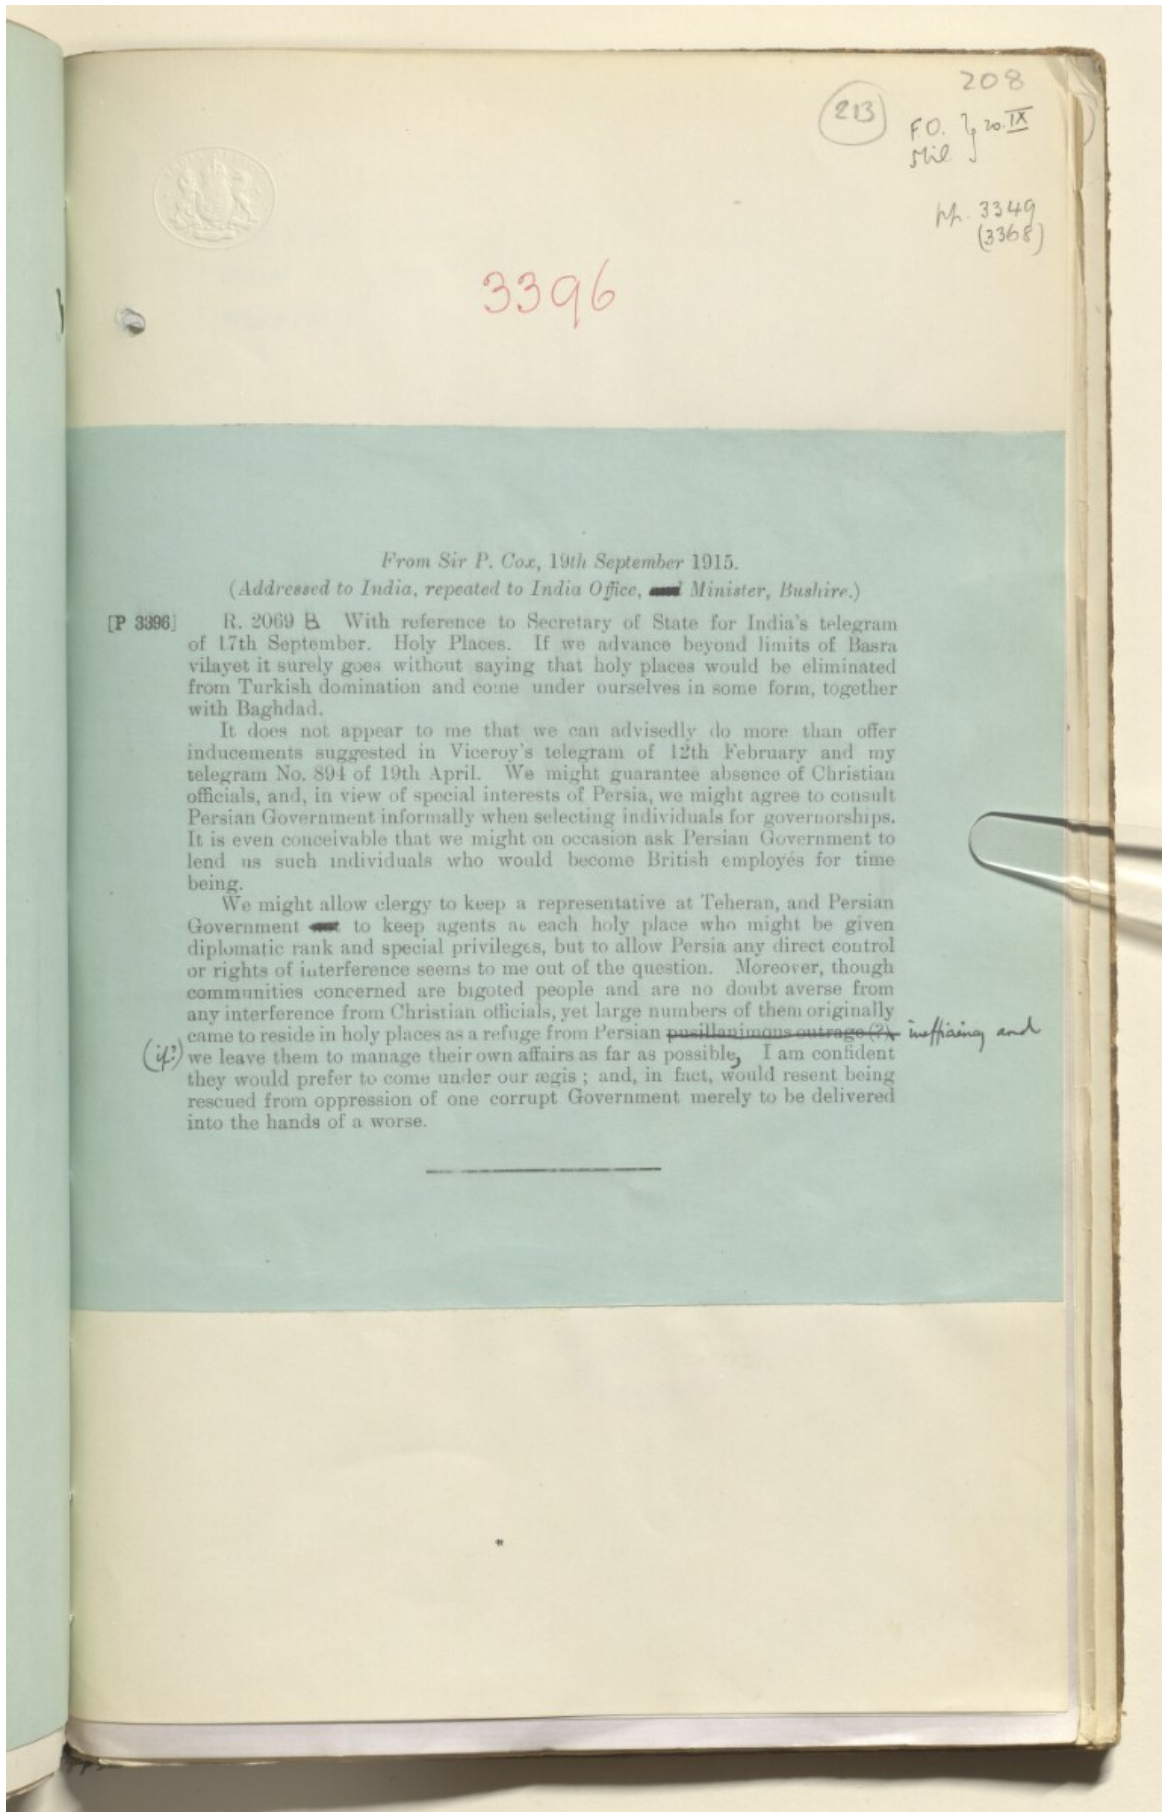 208
213
F.O. } 20. IX
Mil
pp. 3349
(3368)
3396
From Sir P. Cox, 19th September 1915.
(Addressed to India, repeated to India Office, Minister, Bushire.)
[P 3396] R. 2069 B With reference to Secretary of State for India's telegram
of 17th September. Holy Places. If we advance beyond limits of Basra
vilayet it surely goes without saying that holy places would be eliminated
from Turkish domination and come under ourselves in some form, together
with Baghdad.
It does not appear to me that we can advisedly do more than offer
inducements suggested in Viceroy's telegram of 12th February and my
telegram No. 894 of 19th April. We might guarantee absence of Christian
officials, and, in view of special interests of Persia, we might agree to consult
Persian Government informally when selecting individuals for governorships.
It is even conceivable that we might on occasion ask Persian Government to
lend us such individuals who would become British employés for time
being.
We might allow clergy to keep a representative at Teheran, and Persian
Government to keep agents at each holy place who might be given
diplomatic rank and special privileges, but to allow Persia any direct control
or rights of interference seems to me out of the question. Moreover, though
communities concerned are bigoted people and are no doubt averse from
any interference from Christian officials, yet large numbers of them originally
came to reside in holy places as a refuge from Persian pusillanimous outrage (?), inefficiency and
(if?) we leave them to manage their own affairs as far as possible, I am confident
they would prefer to come under our ægis; and, in fact, would resent being
rescued from oppression of one corrupt Government merely to be delivered
into the hands of a worse.